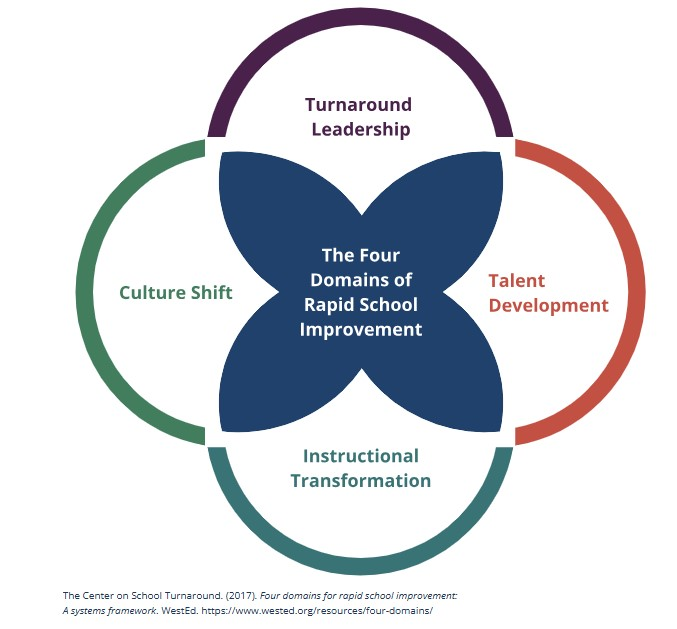 Turnaround
Leadership
The Four
Domains of
Rapid School
Improvement
Culture Shift
Talent
Development
Instructional
Transformation
The Center on School Turnaround. (2017). Four domains for rapid school improvement:
A systems framework. WestEd. https://www.wested.org/resources/four-domains/